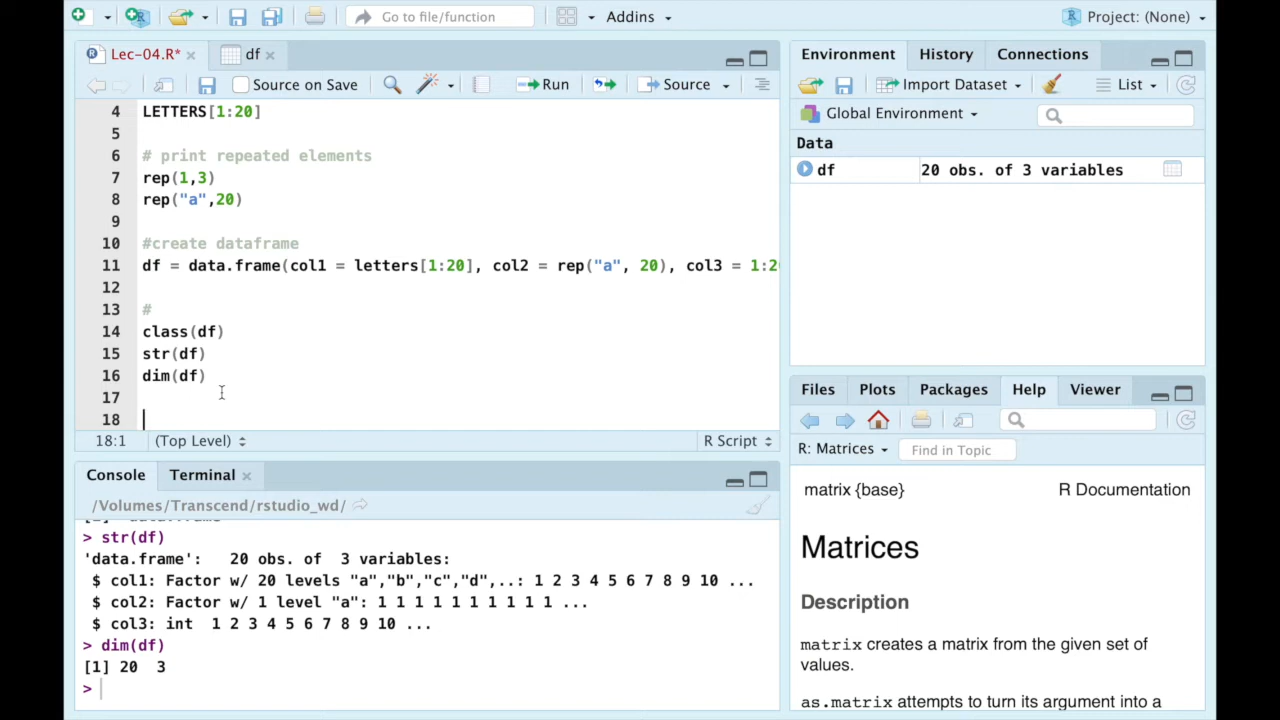 Go to file/function
Addins
Project: (None)
Lec-04.R*
df
Source on Save
Run
Source
4 LETTERS[1:20]
5
6 # print repeated elements
7 rep(1,3)
8 rep("a",20)
9
10 #create dataframe
11 df = data.frame(col1 = letters[1:20], col2 = rep("a", 20), col3 = 1:2
12
13 #
14 class(df)
15 str(df)
16 dim(df)
17
18
18:1 (Top Level)
R Script
Console
Terminal
/Volumes/Transcend/rstudio_wd/
> str(df)
'data.frame': 20 obs. of 3 variables:
$ col1: Factor w/ 20 levels "a","b","c","d",..: 1 2 3 4 5 6 7 8 9 10 ...
$ col2: Factor w/ 1 level "a": 1 1 1 1 1 1 1 1 1 1 ...
$ col3: int 1 2 3 4 5 6 7 8 9 10 ...
> dim(df)
[1] 20 3
>
Environment
History
Connections
Import Dataset
List
Global Environment
Data
df 20 obs. of 3 variables
Files
Plots
Packages
Help
Viewer
R: Matrices
Find in Topic
matrix {base}
R Documentation
Matrices
Description
matrix creates a matrix from the given set of
values.
as.matrix attempts to turn its argument into a